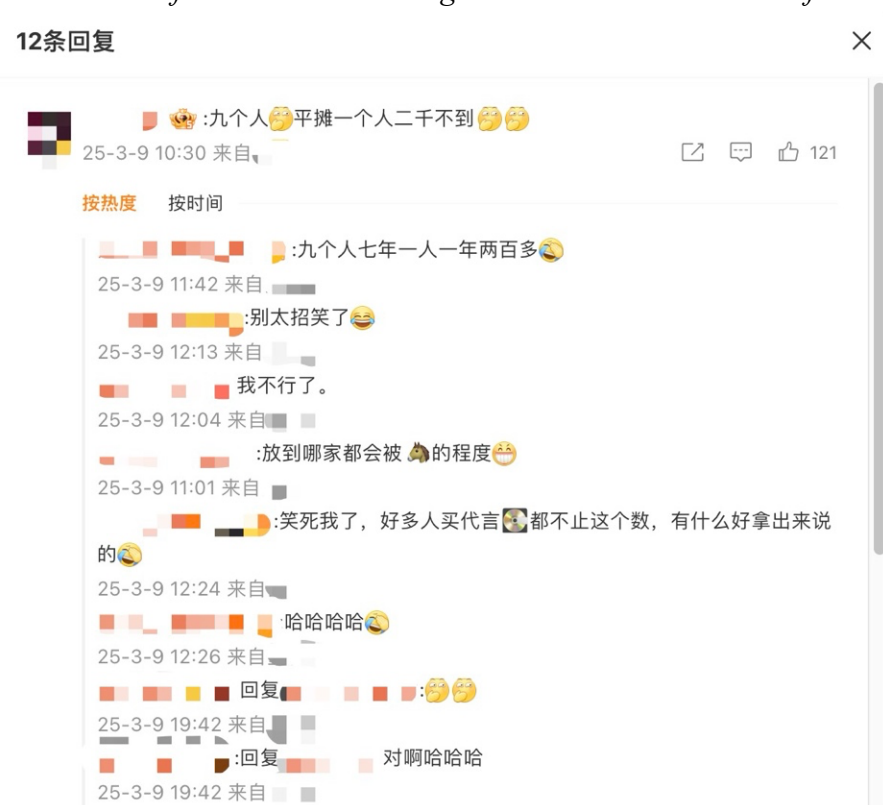 12条回复
:九个人🤔平摊一个人二千不到🤔🤔
25-3-9 10:30 来自
121
按热度 按时间
:九个人七年一人一年两百多🤣
25-3-9 11:42 来自
:别太招笑了😂
25-3-9 12:13 来自
我不行了。
25-3-9 12:04 来自
:放到哪家都会被🐴的程度😁
25-3-9 11:01 来自
:笑死我了，好多人买代言💿都不止这个数，有什么好拿出来说
的🤣
25-3-9 12:24 来自
哈哈哈哈🤣
25-3-9 12:26 来自
回复 :🤔🤔
25-3-9 19:42 来自
:回复 对啊哈哈哈
25-3-9 19:42 来自